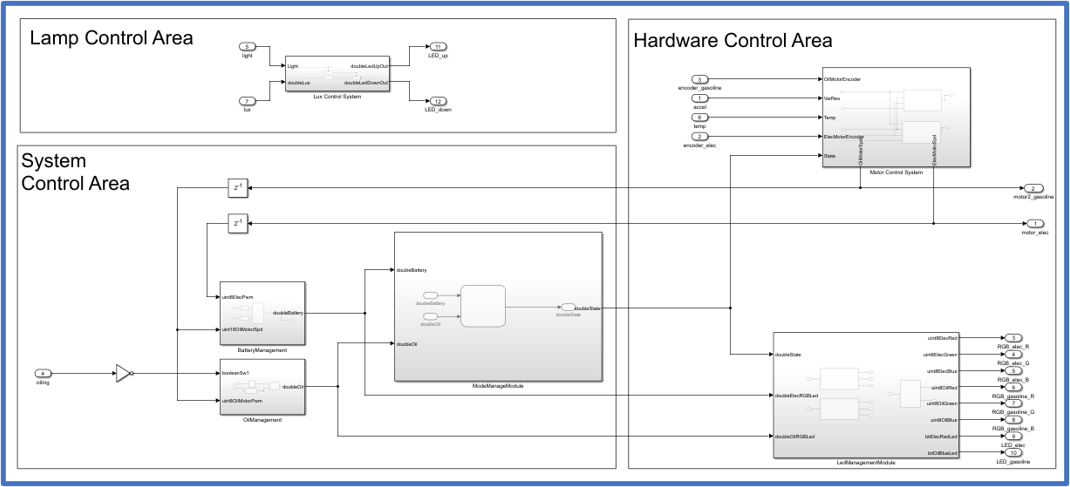 Lamp Control Area
5
light
7
lux
Light
doubleLux
doubleLedUpOut
doubleLedDownOut
Lux Control System
11
LED_up
12
LED_down
System
Control Area
Z-1
Z-1
uint8ElecPwm
uint16OilMotorSpd
doubleBattery
BatteryManagement
4
oiling
booleanSw1
uint8OilMotorPwm
doubleOil
OilManagement
doubleBattery
doubleOil
doubleBattery
doubleOil
doubleState
doubleState
ModeManageModule
Hardware Control Area
3
encoder_gasoline
1
accel
6
temp
2
encoder_elec
OilMotorEncoder
VarRes
Temp
ElecMotorEncoder
State
OilMotorSpd
ElecMotorSpd
Motor Control System
2
motor2_gasoline
1
motor_elec
doubleState
doubleElecRGBLed
doubleOilRGBLed
uint8ElecRed
uint8ElecGreen
uint8ElecBlue
uint8OilRed
uint8OilGreen
uint8OilBlue
bitElecRedLed
bitOilBlueLed
LedManagementModule
3
RGB_elec_R
4
RGB_elec_G
5
RGB_elec_B
6
RGB_gasoline_R
7
RGB_gasoline_G
8
RGB_gasoline_B
9
LED_elec
10
LED_gasoline